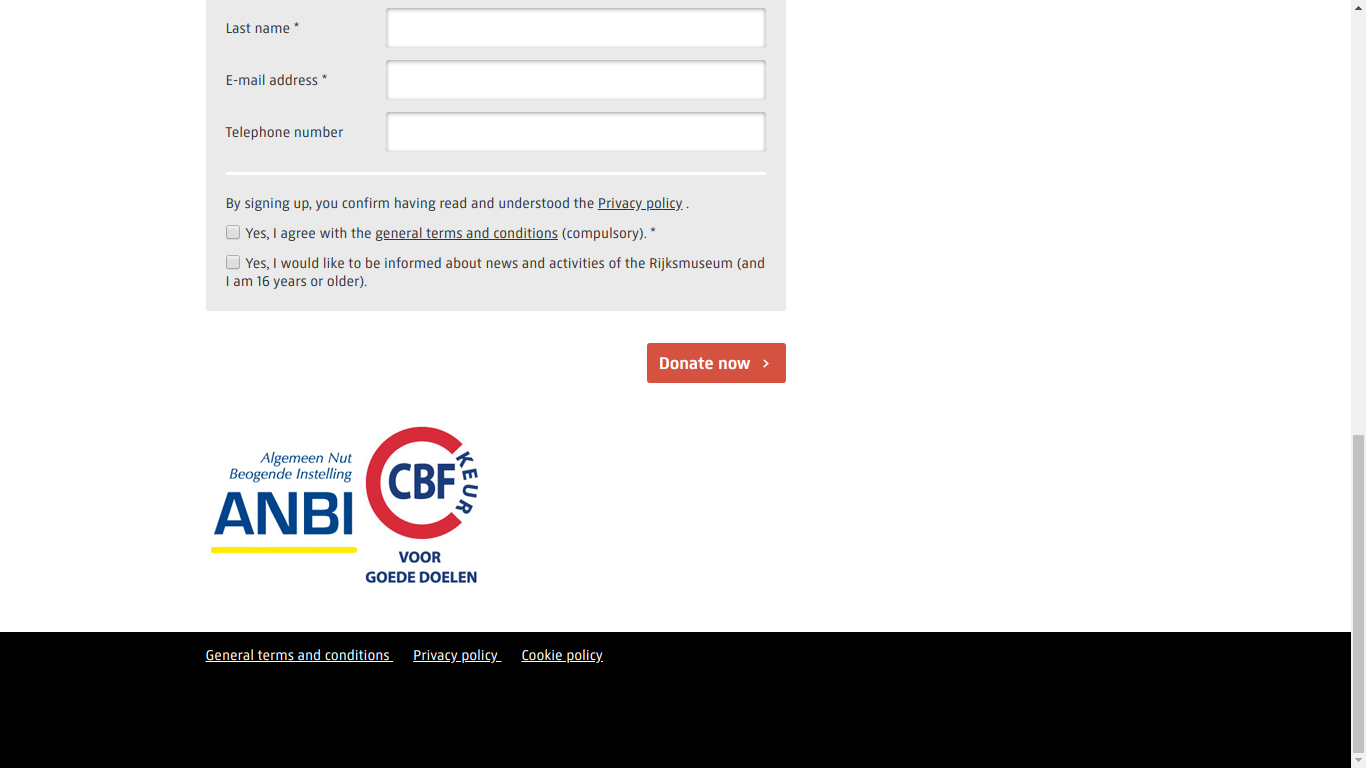 Last name *
E-mail address *
Telephone number
By signing up, you confirm having read and understood the Privacy policy .
Yes, I agree with the general terms and conditions (compulsory). *
Yes, I would like to be informed about news and activities of the Rijksmuseum (and
I am 16 years or older).
Donate now
Algemeen Nut
Beogende Instelling
ANBI
CBF
KEUR
VOOR
GOEDE DOELEN
General terms and conditions Privacy policy Cookie policy